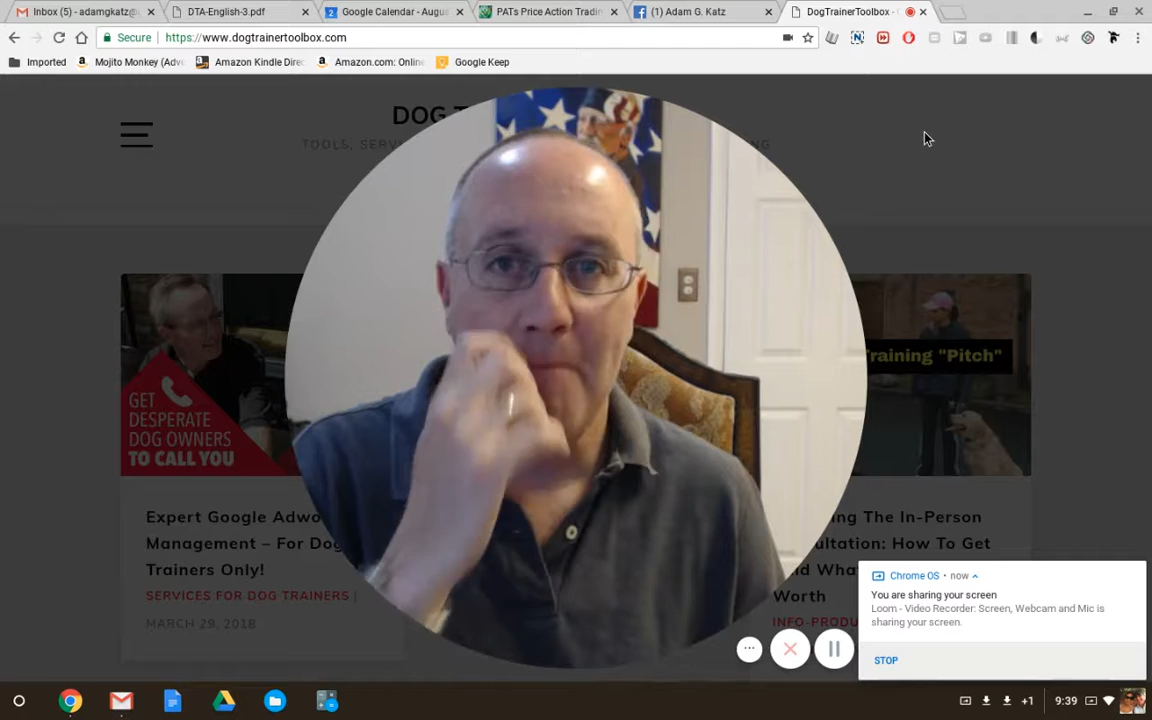 Inbox (5) - adamgkatz@
DTA-English-3.pdf
Google Calendar - Augu
PATs Price Action Tradin
(1) Adam G. Katz
DogTrainerToolbox -
Secure
https://www.dogtrainertoolbox.com
Imported
Mojito Monkey (Adv
Amazon Kindle Direc
Amazon.com: Online
Google Keep
DOG T
TOOLS, SERV
NG
GET
DESPERATE
DOG OWNERS
TO CALL YOU
Training "Pitch"
Expert Google Adwo
Management – For Dog
Trainers Only!
SERVICES FOR DOG TRAINERS |
MARCH 29, 2018
ing The In-Person
sultation: How To Get
Wha
Worth
INFO-PRODU
Chrome OS • now
You are sharing your screen
Loom - Video Recorder: Screen, Webcam and Mic is
sharing your screen.
STOP
+1
9:39